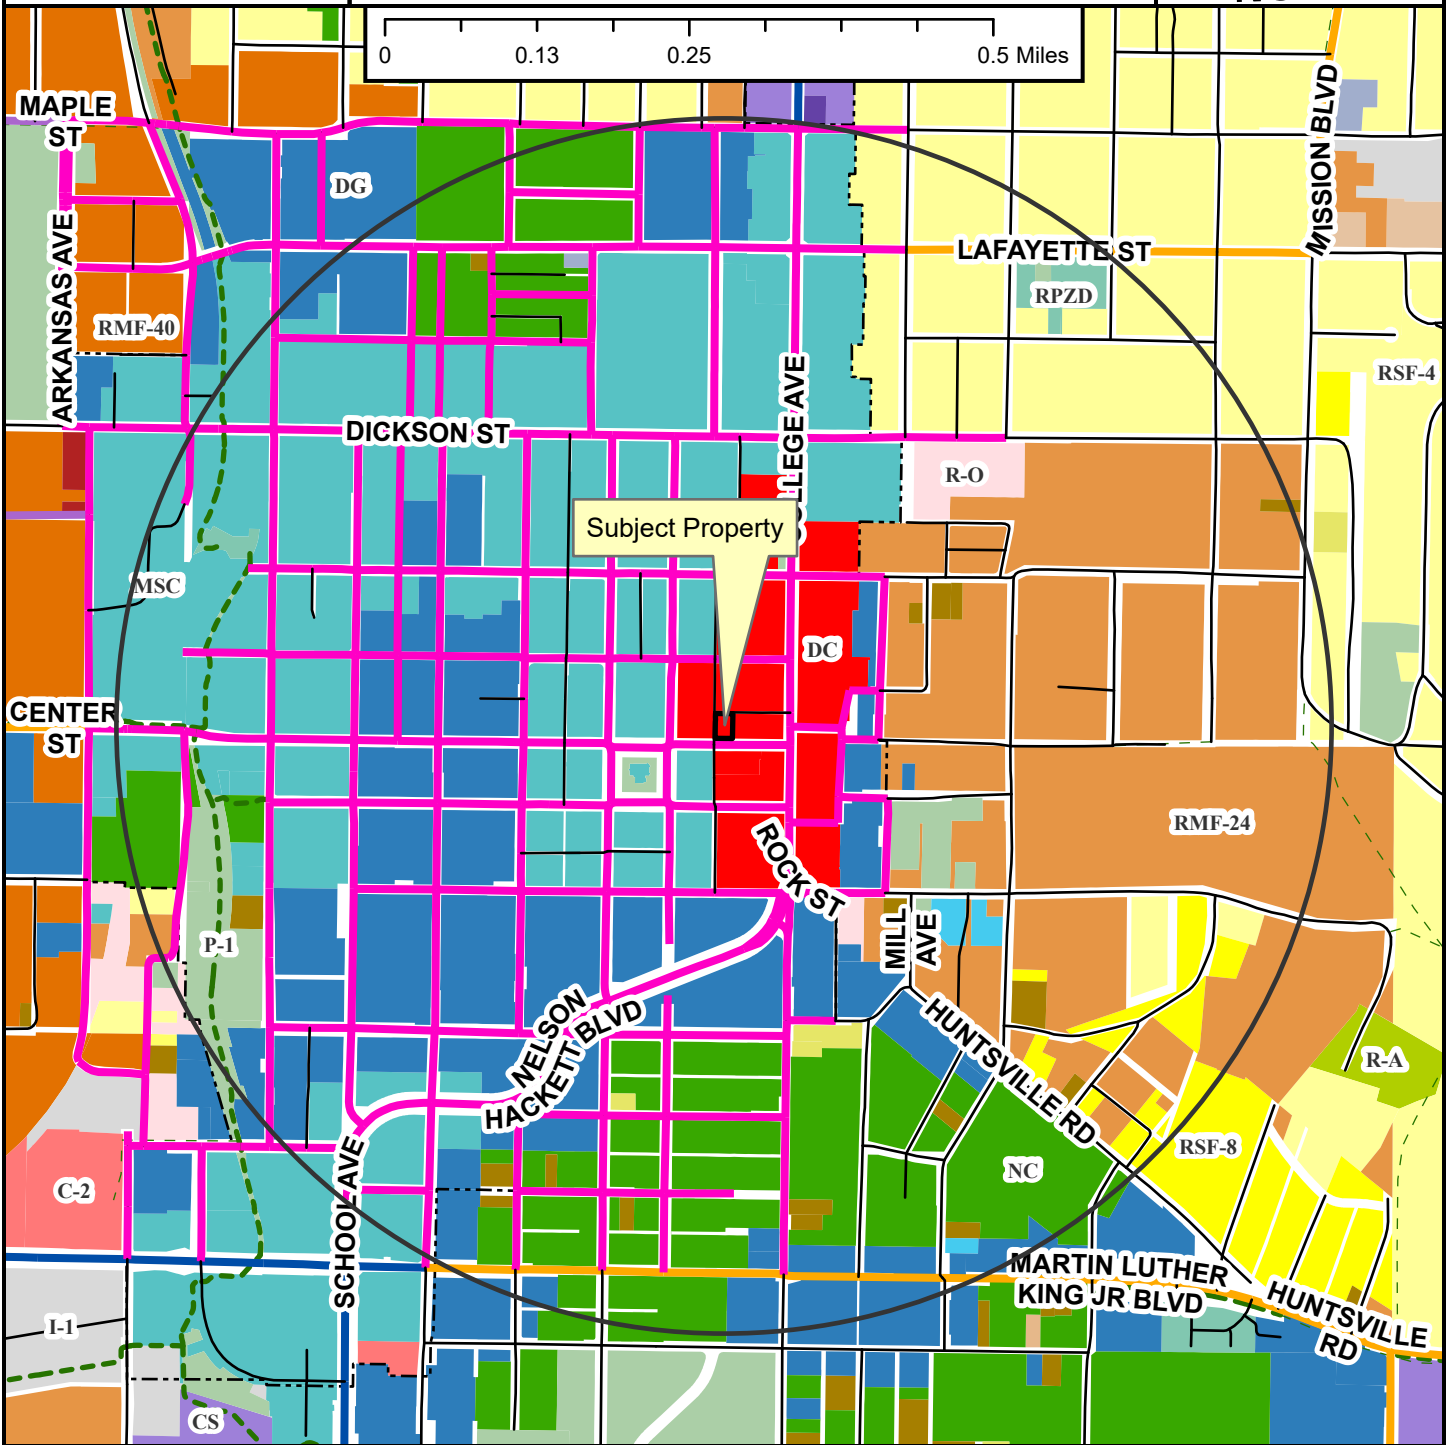 0
0.13
0.25
0.5 Miles
MAPLE
ST
MISSION BLVD
DG
ARKANSAS AVE
LAFAYETTE ST
RPZD
RMF-40
RSF-4
COLLEGE AVE
DICKSON ST
R-O
Subject Property
MSC
DC
CENTER
ST
RMF-24
ROCK ST
MILL
AVE
P-1
NELSON
HACKETT BLVD
HUNTSVILLE RD
R-A
RSF-8
NC
C-2
SCHOOL AVE
MARTIN LUTHER
KING JR BLVD
HUNTSVILLE
RD
I-1
CS